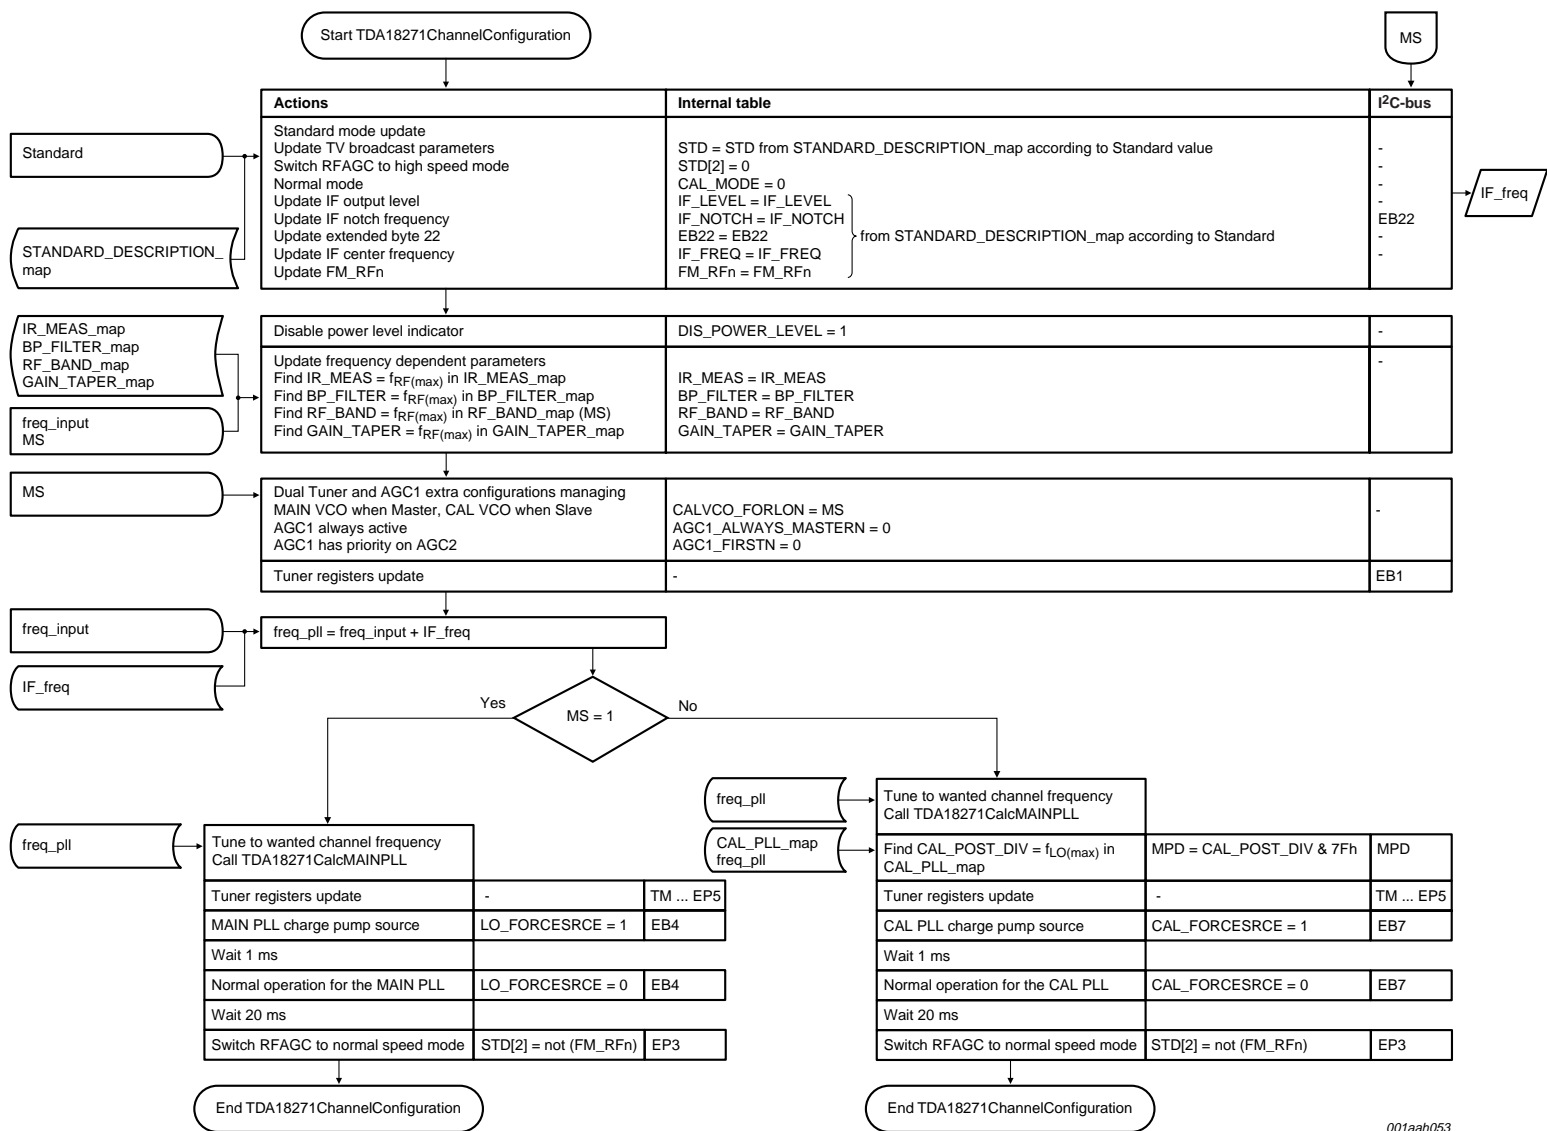 Start TDA18271ChannelConfiguration
MS
Actions Internal table I2C-bus
Standard
STANDARD_DESCRIPTION_
map
Standard mode update
Update TV broadcast parameters STD = STD from STANDARD_DESCRIPTION_map according to Standard value -
Switch RFAGC to high speed mode STD[2] = 0 -
Normal mode CAL_MODE = 0 -
Update IF output level IF_LEVEL = IF_LEVEL -
Update IF notch frequency IF_NOTCH = IF_NOTCH EB22
Update extended byte 22 EB22 = EB22 from STANDARD_DESCRIPTION_map according to Standard -
Update IF center frequency IF_FREQ = IF_FREQ -
Update FM_RFn FM_RFn = FM_RFn
IF_freq
IR_MEAS_map
BP_FILTER_map
RF_BAND_map
GAIN_TAPER_map
freq_input
MS
Disable power level indicator DIS_POWER_LEVEL = 1 -
Update frequency dependent parameters -
Find IR_MEAS = fRF(max) in IR_MEAS_map IR_MEAS = IR_MEAS
Find BP_FILTER = fRF(max) in BP_FILTER_map BP_FILTER = BP_FILTER
Find RF_BAND = fRF(max) in RF_BAND_map (MS) RF_BAND = RF_BAND
Find GAIN_TAPER = fRF(max) in GAIN_TAPER_map GAIN_TAPER = GAIN_TAPER
MS
Dual Tuner and AGC1 extra configurations managing
MAIN VCO when Master, CAL VCO when Slave CALVCO_FORLON = MS -
AGC1 always active AGC1_ALWAYS_MASTERN = 0
AGC1 has priority on AGC2 AGC1_FIRSTN = 0
Tuner registers update - EB1
freq_input
IF_freq
freq_pll = freq_input + IF_freq
Yes
MS = 1
No
freq_pll
Tune to wanted channel frequency
Call TDA18271CalcMAINPLL
Tuner registers update - TM ... EP5
MAIN PLL charge pump source LO_FORCESRCE = 1 EB4
Wait 1 ms
Normal operation for the MAIN PLL LO_FORCESRCE = 0 EB4
Wait 20 ms
Switch RFAGC to normal speed mode STD[2] = not (FM_RFn) EP3
End TDA18271ChannelConfiguration
freq_pll
CAL_PLL_map
freq_pll
Tune to wanted channel frequency
Call TDA18271CalcMAINPLL
Find CAL_POST_DIV = fLO(max) in MPD = CAL_POST_DIV & 7Fh MPD
CAL_PLL_map
Tuner registers update - TM ... EP5
CAL PLL charge pump source CAL_FORCESRCE = 1 EB7
Wait 1 ms
Normal operation for the CAL PLL CAL_FORCESRCE = 0 EB7
Wait 20 ms
Switch RFAGC to normal speed mode STD[2] = not (FM_RFn) EP3
End TDA18271ChannelConfiguration
001aah053